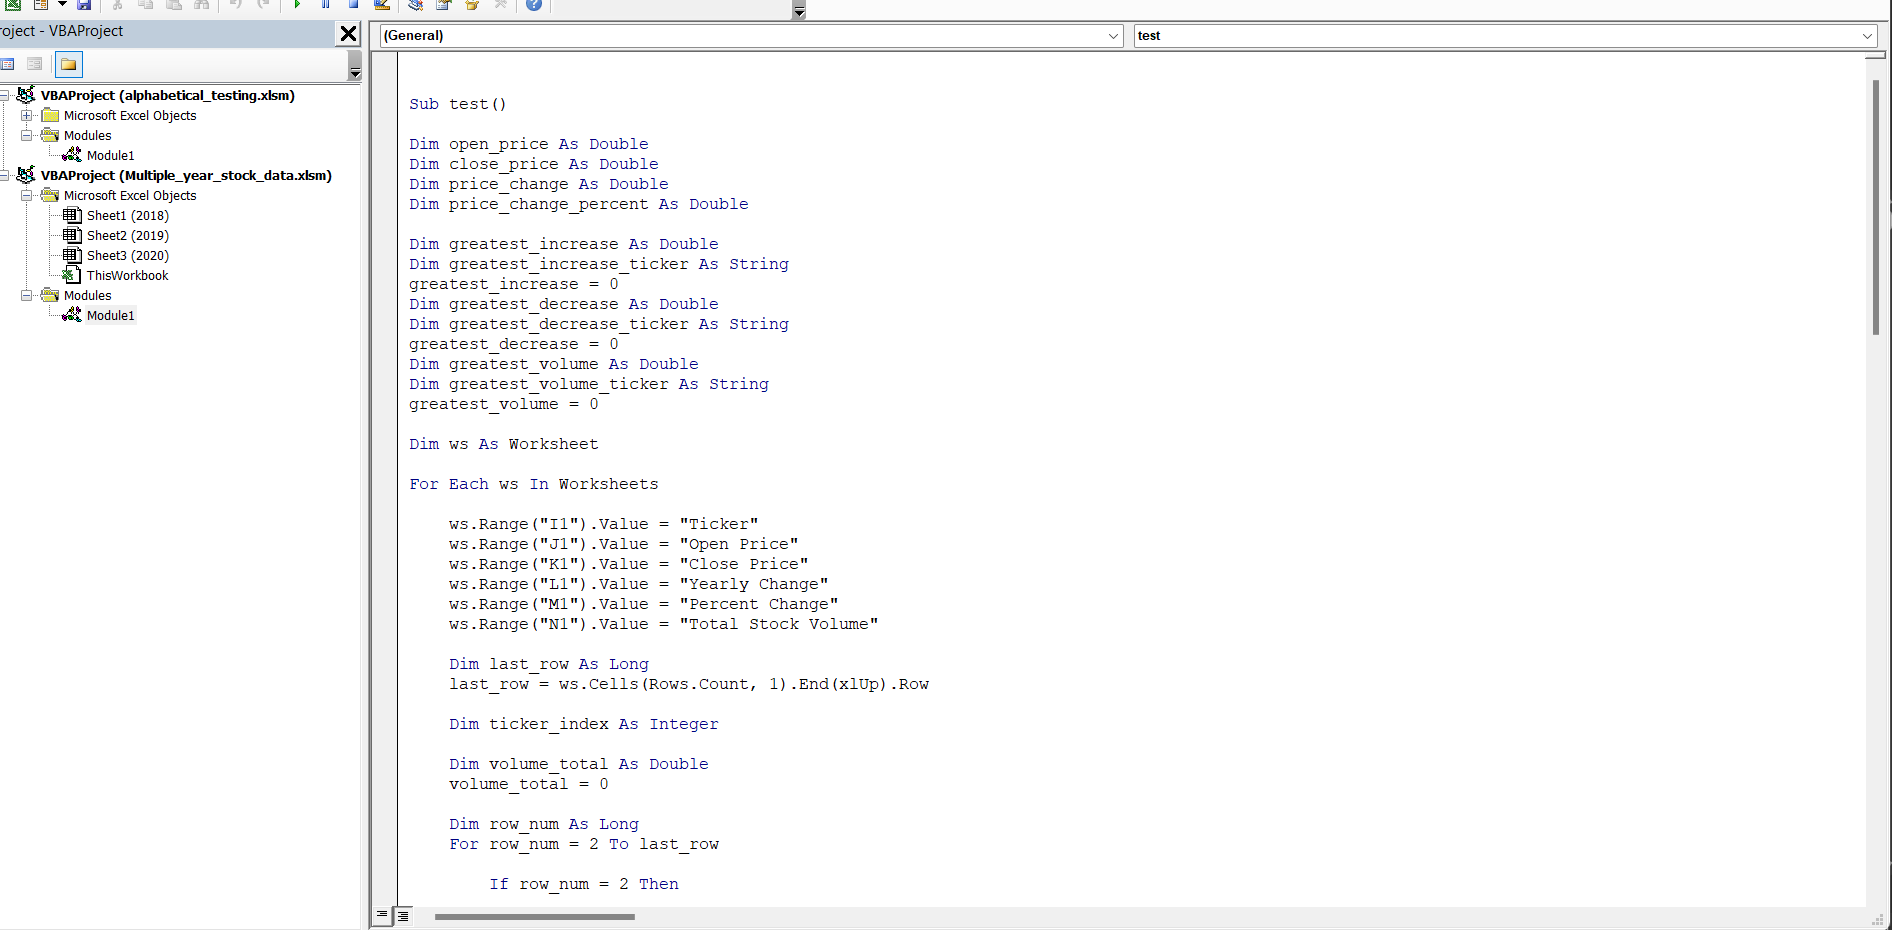 roject - VBAProject
VBAProject (alphabetical_testing.xlsm)
Microsoft Excel Objects
Modules
Module1
VBAProject (Multiple_year_stock_data.xlsm)
Microsoft Excel Objects
Sheet1 (2018)
Sheet2 (2019)
Sheet3 (2020)
ThisWorkbook
Modules
Module1
(General)
test
Sub test()
Dim open_price As Double
Dim close_price As Double
Dim price_change As Double
Dim price_change_percent As Double
Dim greatest_increase As Double
Dim greatest_increase_ticker As String
greatest_increase = 0
Dim greatest_decrease As Double
Dim greatest_decrease_ticker As String
greatest_decrease = 0
Dim greatest_volume As Double
Dim greatest_volume_ticker As String
greatest_volume = 0
Dim ws As Worksheet
For Each ws In Worksheets
ws.Range("I1").Value = "Ticker"
ws.Range("J1").Value = "Open Price"
ws.Range("K1").Value = "Close Price"
ws.Range("L1").Value = "Yearly Change"
ws.Range("M1").Value = "Percent Change"
ws.Range("N1").Value = "Total Stock Volume"
Dim last_row As Long
last_row = ws.Cells(Rows.Count, 1).End(xlUp).Row
Dim ticker_index As Integer
Dim volume_total As Double
volume_total = 0
Dim row_num As Long
For row_num = 2 To last_row
If row_num = 2 Then